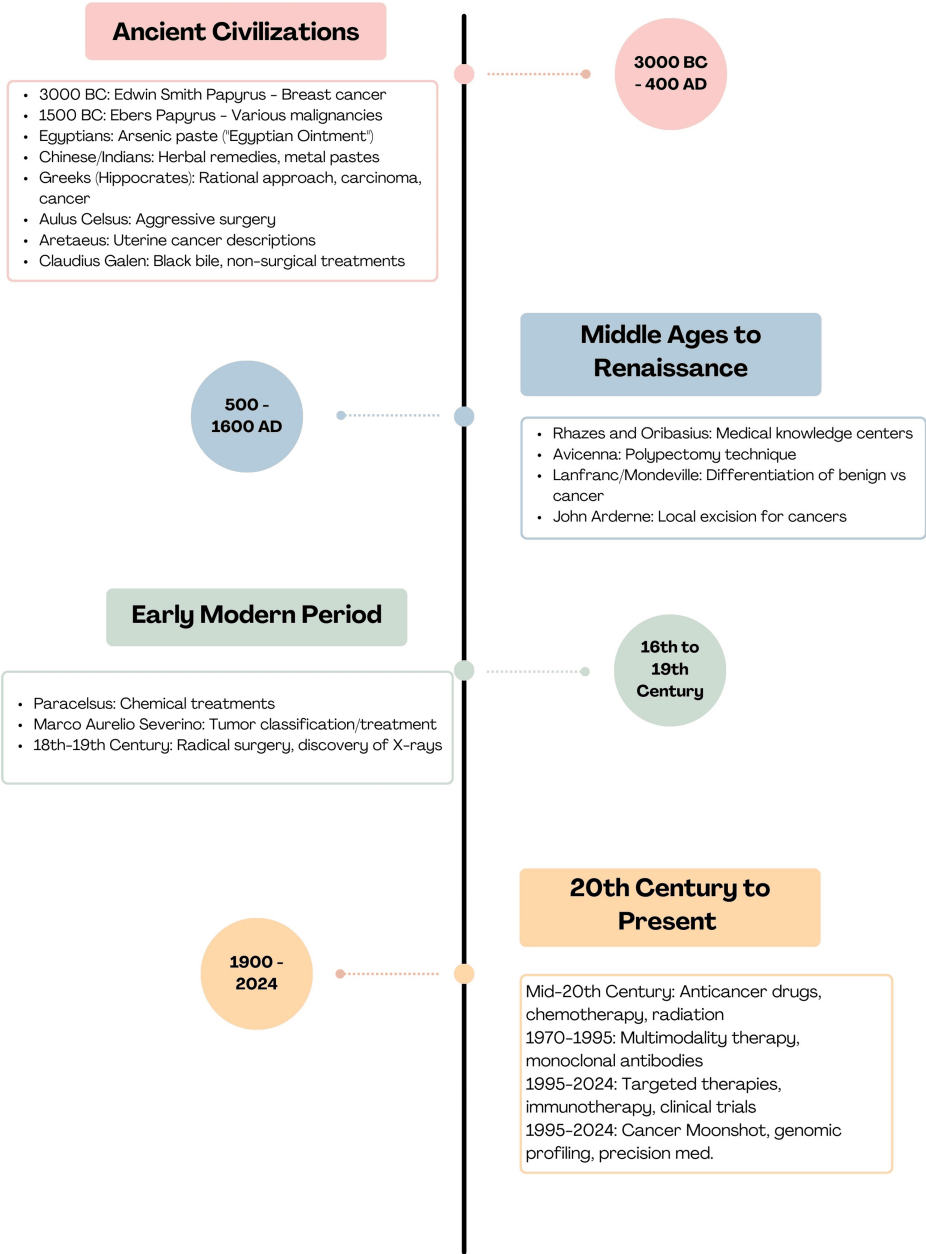 Ancient Civilizations
3000 BC
- 400 AD
• 3000 BC: Edwin Smith Papyrus - Breast cancer
• 1500 BC: Ebers Papyrus - Various malignancies
• Egyptians: Arsenic paste ("Egyptian Ointment")
• Chinese/Indians: Herbal remedies, metal pastes
• Greeks (Hippocrates): Rational approach, carcinoma,
cancer
• Aulus Celsus: Aggressive surgery
• Aretaeus: Uterine cancer descriptions
• Claudius Galen: Black bile, non-surgical treatments
Middle Ages to
Renaissance
500 -
1600 AD
• Rhazes and Oribasius: Medical knowledge centers
• Avicenna: Polypectomy technique
• Lanfranc/Mondeville: Differentiation of benign vs
cancer
• John Arderne: Local excision for cancers
Early Modern Period
16th to
19th
Century
• Paracelsus: Chemical treatments
• Marco Aurelio Severino: Tumor classification/treatment
• 18th-19th Century: Radical surgery, discovery of X-rays
20th Century to
Present
1900 -
2024
Mid-20th Century: Anticancer drugs,
chemotherapy, radiation
1970-1995: Multimodality therapy,
monoclonal antibodies
1995-2024: Targeted therapies,
immunotherapy, clinical trials
1995-2024: Cancer Moonshot, genomic
profiling, precision med.